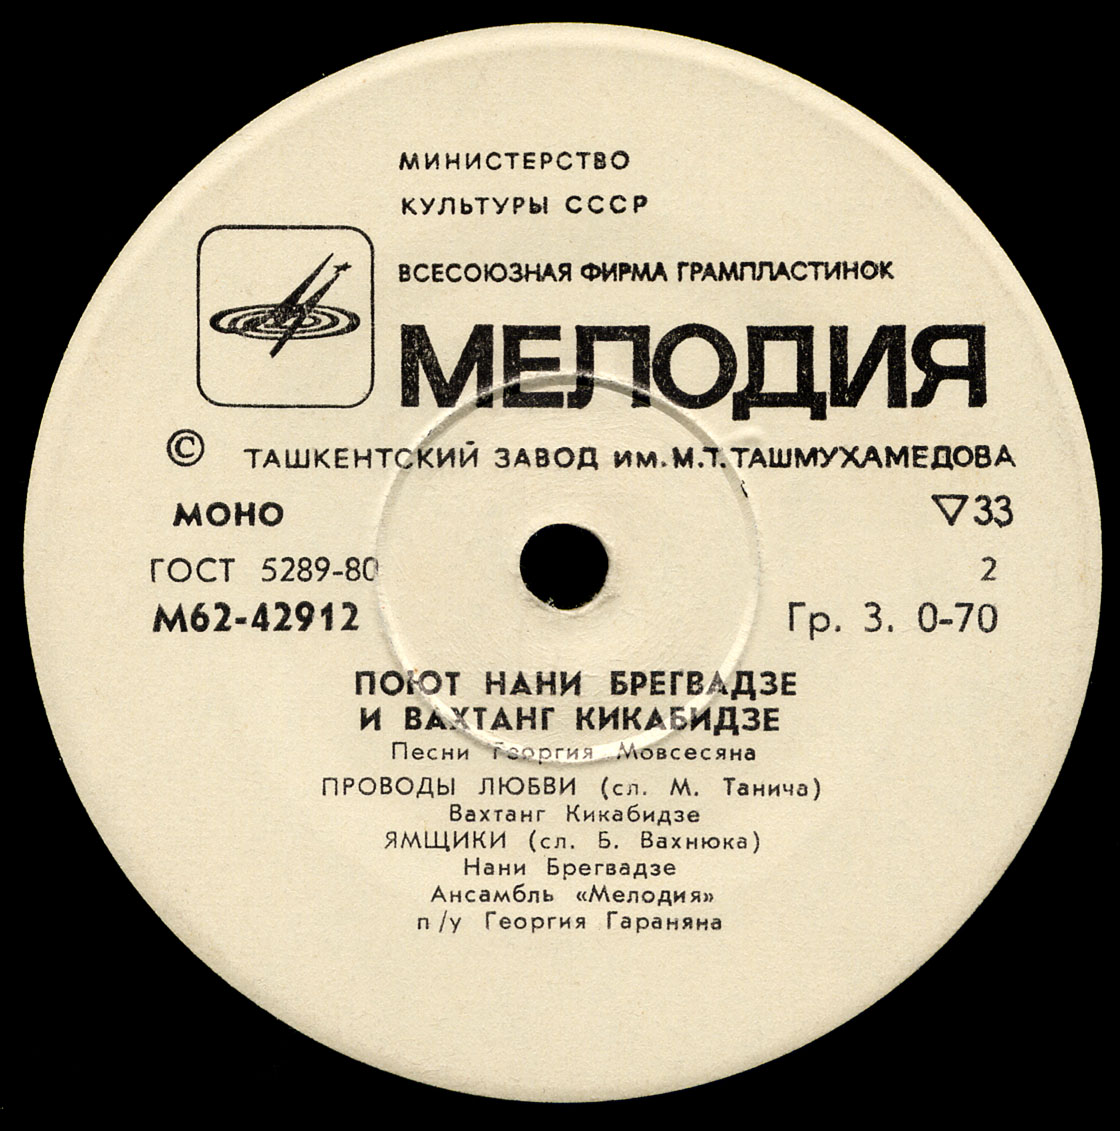 МИНИСТЕРСТВО
КУЛЬТУРЫ СССР
ВСЕСОЮЗНАЯ ФИРМА ГРАМПЛАСТИНОК
МЕЛОДИЯ
© ТАШКЕНТСКИЙ ЗАВОД ИМ. М.Т. ТАШМУХАМЕДОВА
МОНО ▽33
ГОСТ 5289-80 2
М62-42912 Гр. 3. 0-70
ПОЮТ НАНИ БРЕГВАДЗЕ
И ВАХТАНГ КИКАБИДЗЕ
Песни Георгия Мовсесяна
ПРОВОДЫ ЛЮБВИ (сл. М. Танича)
Вахтанг Кикабидзе
ЯМЩИКИ (сл. Б. Вахнюка)
Нани Брегвадзе
Ансамбль «Мелодия»
п/у Георгия Гараняна